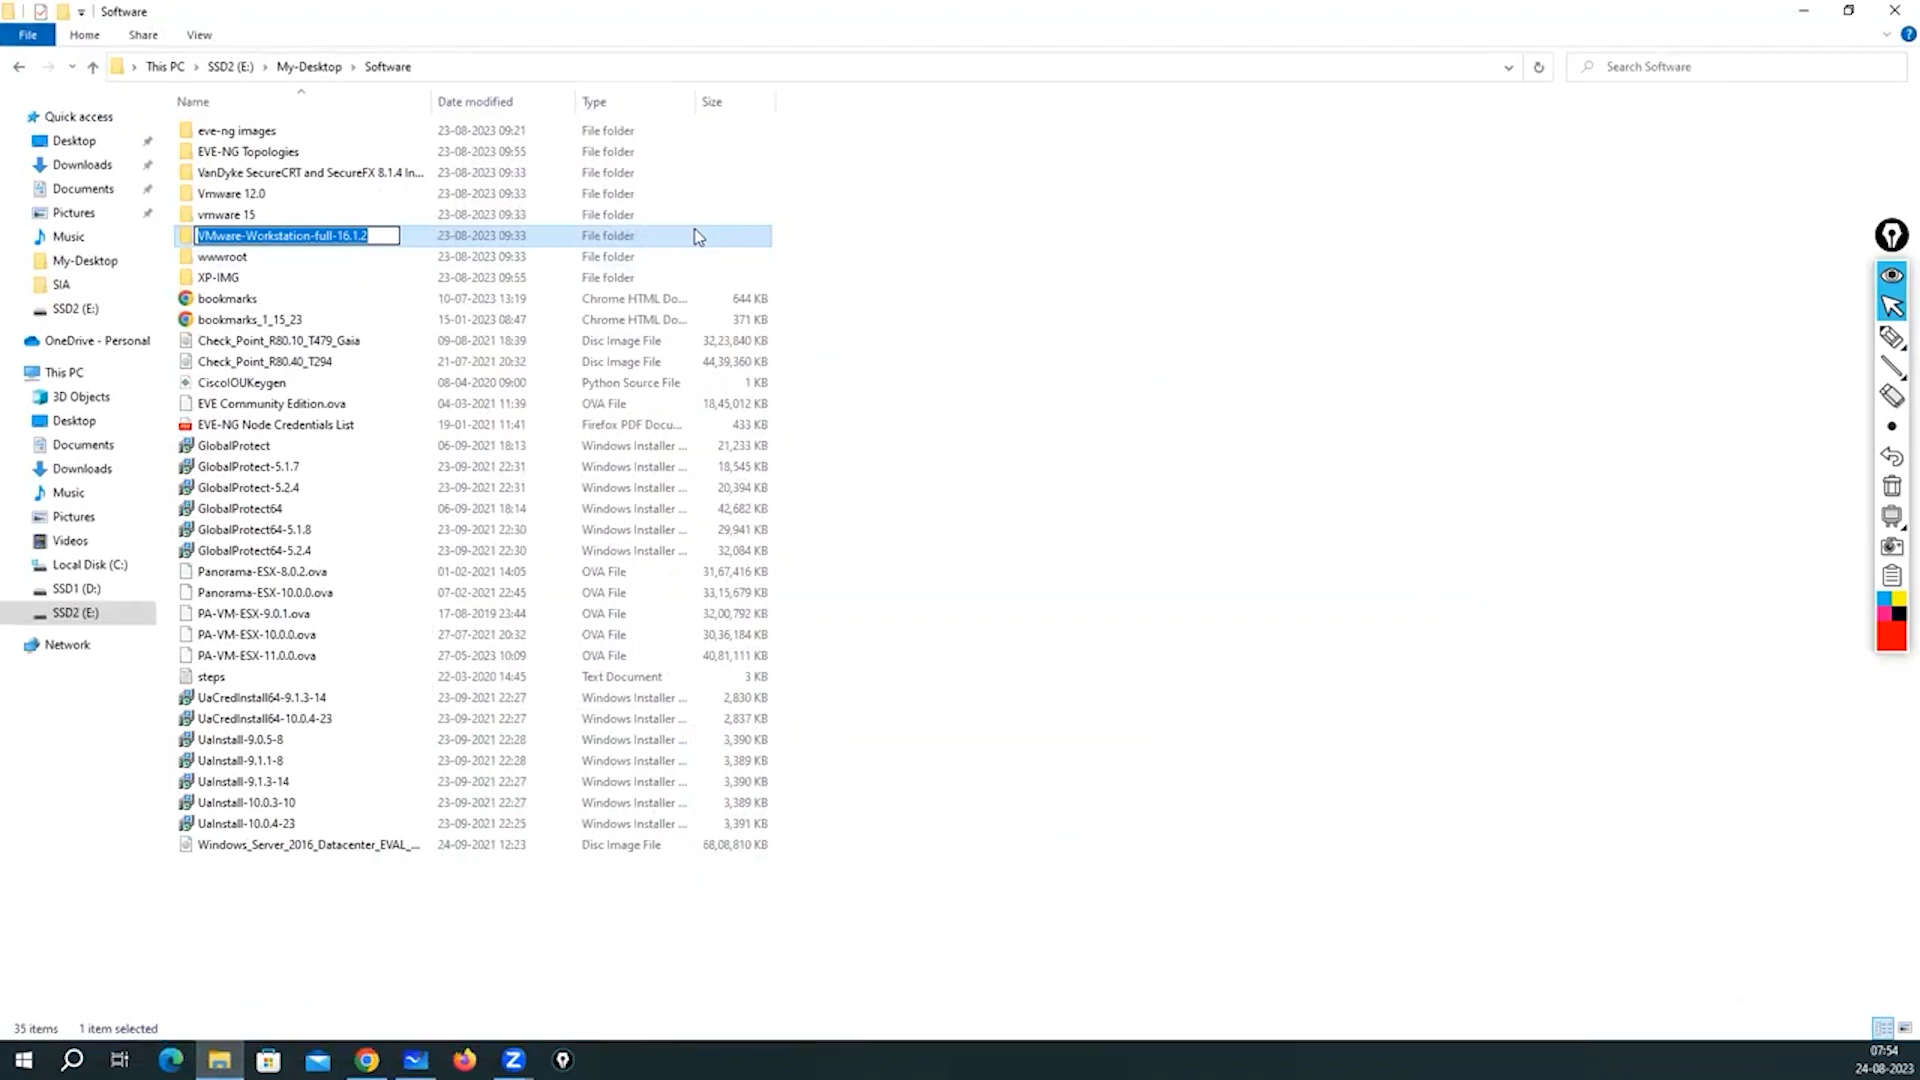 Software
File Home Share View
This PC SSD2 (E:) My-Desktop Software Search Software
Name Date modified Type Size
Quick access
Desktop
Downloads
Documents
Pictures
Music
My-Desktop
SIA
SSD2 (E:)
OneDrive - Personal
This PC
3D Objects
Desktop
Documents
Downloads
Music
Pictures
Videos
Local Disk (C:)
SSD1 (D:)
SSD2 (E:)
Network
eve-ng images 23-08-2023 09:21 File folder
EVE-NG Topologies 23-08-2023 09:55 File folder
VanDyke SecureCRT and SecureFX 8.1.4 In... 23-08-2023 09:33 File folder
Vmware 12.0 23-08-2023 09:33 File folder
vmware 15 23-08-2023 09:33 File folder
VMware-Workstation-full-16.1.2 23-08-2023 09:33 File folder
wwwroot 23-08-2023 09:33 File folder
XP-IMG 23-08-2023 09:55 File folder
bookmarks 10-07-2023 13:19 Chrome HTML Do... 644 KB
bookmarks_1_15_23 15-01-2023 08:47 Chrome HTML Do... 371 KB
Check_Point_R80.10_T479_Gaia 09-08-2021 18:39 Disc Image File 32,23,840 KB
Check_Point_R80.40_T294 21-07-2021 20:32 Disc Image File 44,39,360 KB
CiscoIOUKeygen 08-04-2020 09:00 Python Source File 1 KB
EVE Community Edition.ova 04-03-2021 11:39 OVA File 18,45,012 KB
EVE-NG Node Credentials List 19-01-2021 11:41 Firefox PDF Docu... 433 KB
GlobalProtect 06-09-2021 18:13 Windows Installer ... 21,233 KB
GlobalProtect-5.1.7 23-09-2021 22:31 Windows Installer ... 18,545 KB
GlobalProtect-5.2.4 23-09-2021 22:31 Windows Installer ... 20,394 KB
GlobalProtect64 06-09-2021 18:14 Windows Installer ... 42,682 KB
GlobalProtect64-5.1.8 23-09-2021 22:30 Windows Installer ... 29,941 KB
GlobalProtect64-5.2.4 23-09-2021 22:30 Windows Installer ... 32,084 KB
Panorama-ESX-8.0.2.ova 01-02-2021 14:05 OVA File 31,67,416 KB
Panorama-ESX-10.0.0.ova 07-02-2021 22:45 OVA File 33,15,679 KB
PA-VM-ESX-9.0.1.ova 17-08-2019 23:44 OVA File 32,00,792 KB
PA-VM-ESX-10.0.0.ova 27-07-2021 20:32 OVA File 30,36,184 KB
PA-VM-ESX-11.0.0.ova 27-05-2023 10:09 OVA File 40,81,111 KB
steps 22-03-2020 14:45 Text Document 3 KB
UaCredInstall64-9.1.3-14 23-09-2021 22:27 Windows Installer ... 2,830 KB
UaCredInstall64-10.0.4-23 23-09-2021 22:27 Windows Installer ... 2,837 KB
UaInstall-9.0.5-8 23-09-2021 22:28 Windows Installer ... 3,390 KB
UaInstall-9.1.1-8 23-09-2021 22:28 Windows Installer ... 3,389 KB
UaInstall-9.1.3-14 23-09-2021 22:27 Windows Installer ... 3,390 KB
UaInstall-10.0.3-10 23-09-2021 22:27 Windows Installer ... 3,389 KB
UaInstall-10.0.4-23 23-09-2021 22:25 Windows Installer ... 3,391 KB
Windows_Server_2016_Datacenter_EVAL_... 24-09-2021 12:23 Disc Image File 68,08,810 KB
35 items 1 item selected
07:54
24-08-2023